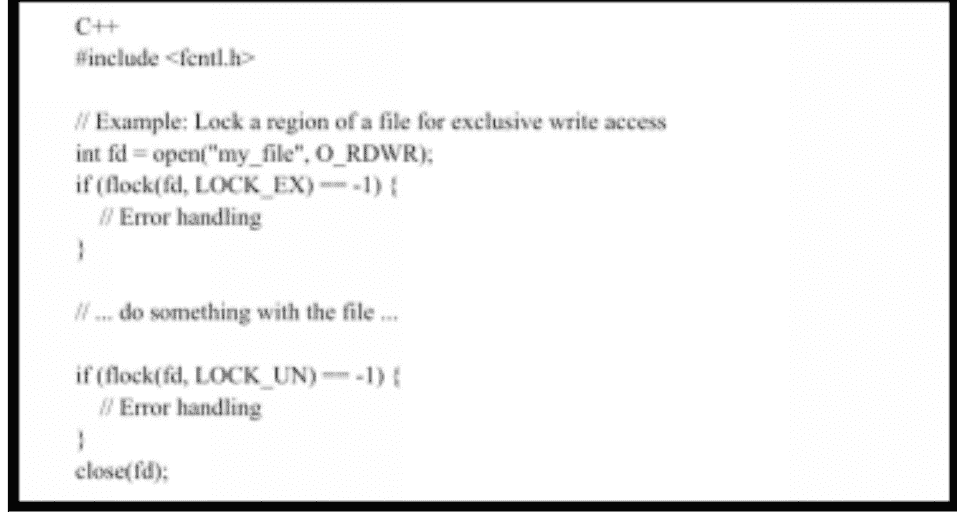 C++
#include <fcntl.h>
// Example: Lock a region of a file for exclusive write access
int fd = open("my_file", O_RDWR);
if (flock(fd, LOCK_EX) == -1) {
// Error handling
}
// ... do something with the file ...
if (flock(fd, LOCK_UN) == -1) {
// Error handling
}
close(fd);